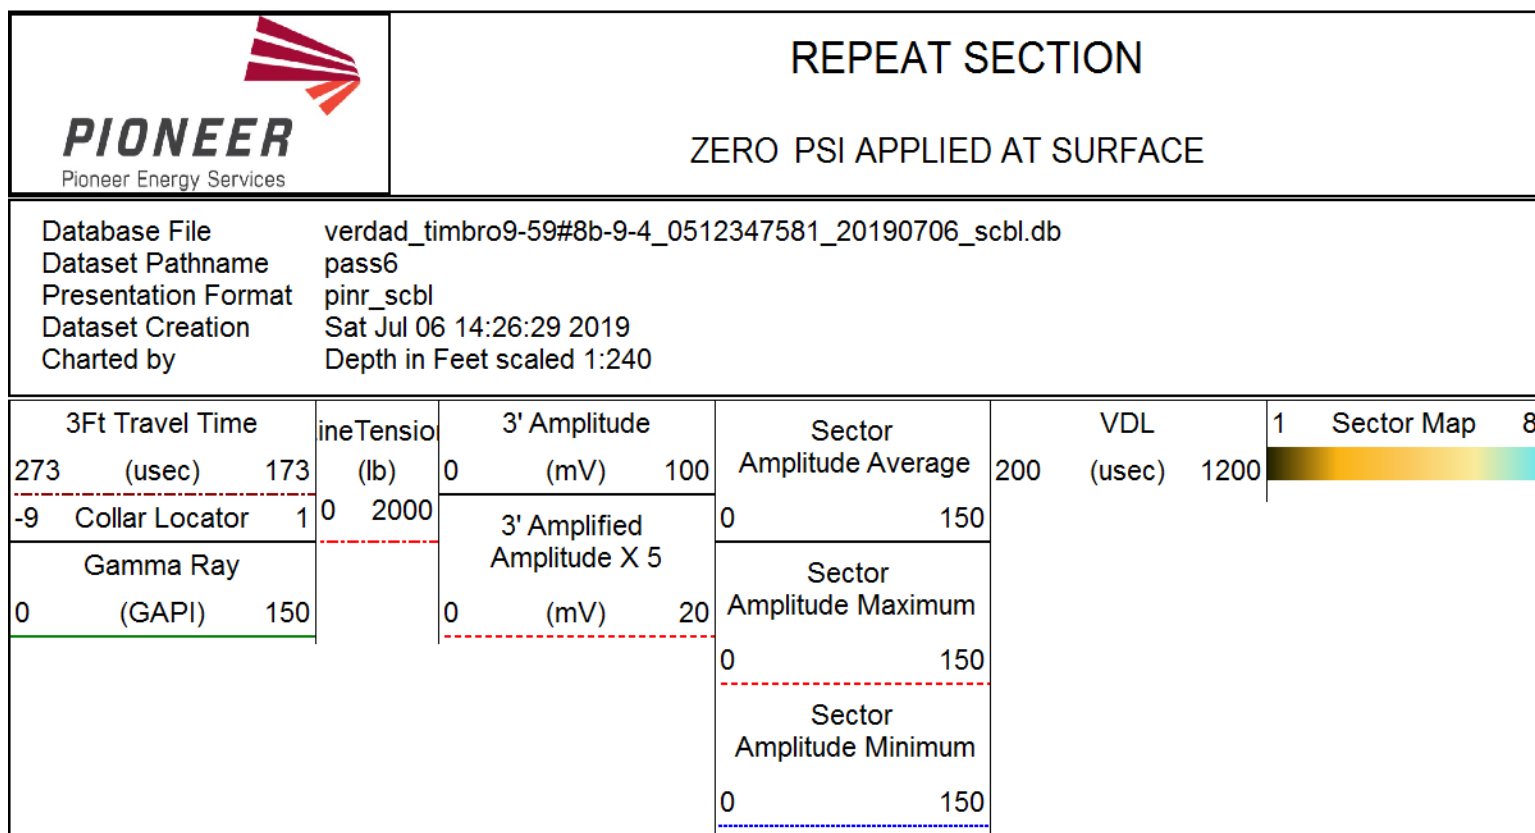 PIONEER
Pioneer Energy Services
REPEAT SECTION
ZERO PSI APPLIED AT SURFACE
Database File verdad_timbro9-59#8b-9-4_0512347581_20190706_scbl.db
Dataset Pathname pass6
Presentation Format pinr_scbl
Dataset Creation Sat Jul 06 14:26:29 2019
Charted by Depth in Feet scaled 1:240
3Ft Travel Time
273 (usec) 173
-9 Collar Locator 1
Gamma Ray
0 (GAPI) 150
ineTension
(lb)
0 2000
3' Amplitude
0 (mV) 100
3' Amplified
Amplitude X 5
0 (mV) 20
Sector
Amplitude Average
0 150
Sector
Amplitude Maximum
0 150
Sector
Amplitude Minimum
0 150
VDL
200 (usec) 1200
1 Sector Map 8